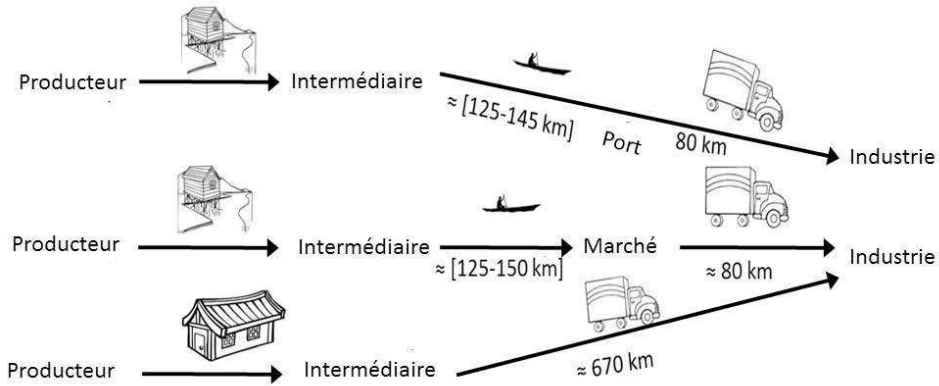 Producteur
Intermédiaire
≈ [125-145 km]
Port
80 km
Industrie
Producteur
Intermédiaire
≈ [125-150 km]
Marché
≈ 80 km
Industrie
Producteur
Intermédiaire
≈ 670 km